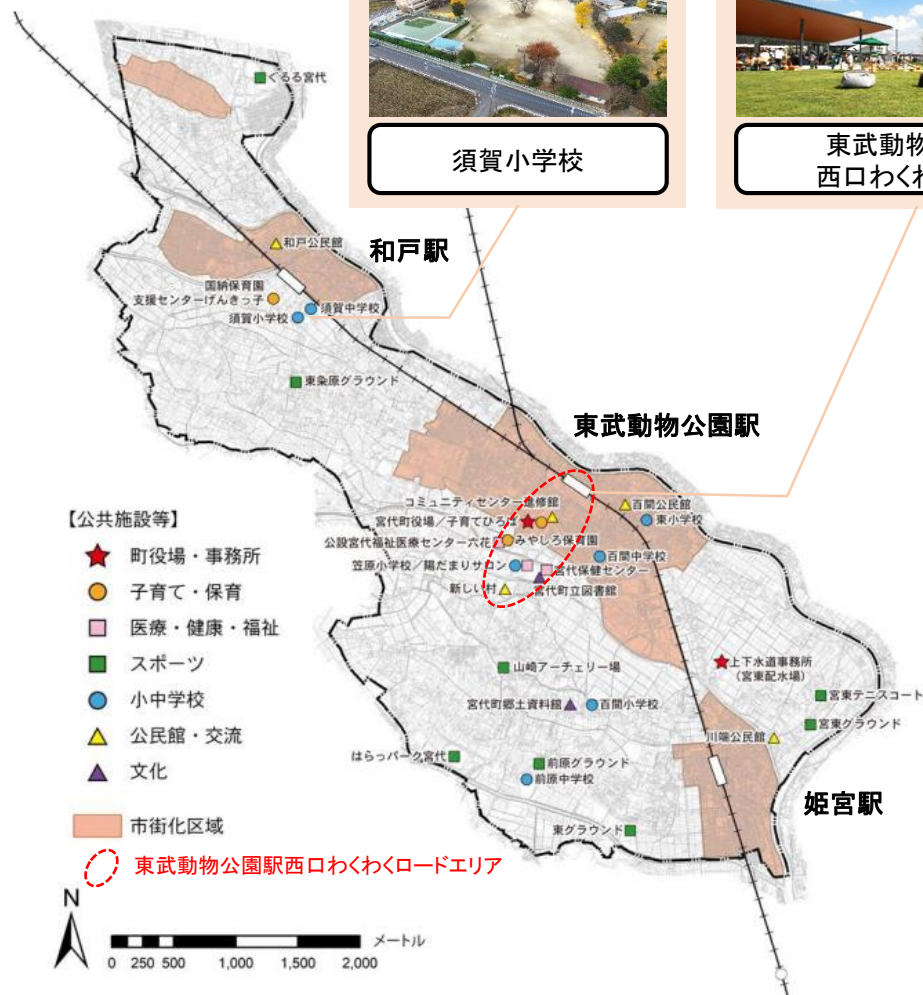 須賀小学校
東武動物
西口わくわ
ぐるる宮代
和戸公民館
和戸駅
国納保育園
支援センターげんきっ子
須賀中学校
須賀小学校
東粂原グラウンド
東武動物公園駅
コミュニティセンター進修館
百間公民館
宮代町役場／子育てひろば
東小学校
公設宮代福祉医療センター六花
みやしろ保育園
百間中学校
笠原小学校／陽だまりサロン
宮代保健センター
新しい村
宮代町立図書館
山崎アーチェリー場
上下水道事務所
（宮東配水場）
宮東テニスコート
宮代町郷土資料館
百間小学校
宮東グラウンド
川端公民館
はらっパーク宮代
前原グラウンド
前原中学校
姫宮駅
東グラウンド
【公共施設等】
町役場・事務所
子育て・保育
医療・健康・福祉
スポーツ
小中学校
公民館・交流
文化
市街化区域
東武動物公園駅西口わくわくロードエリア
N
メートル
0 250 500 1,000 1,500 2,000